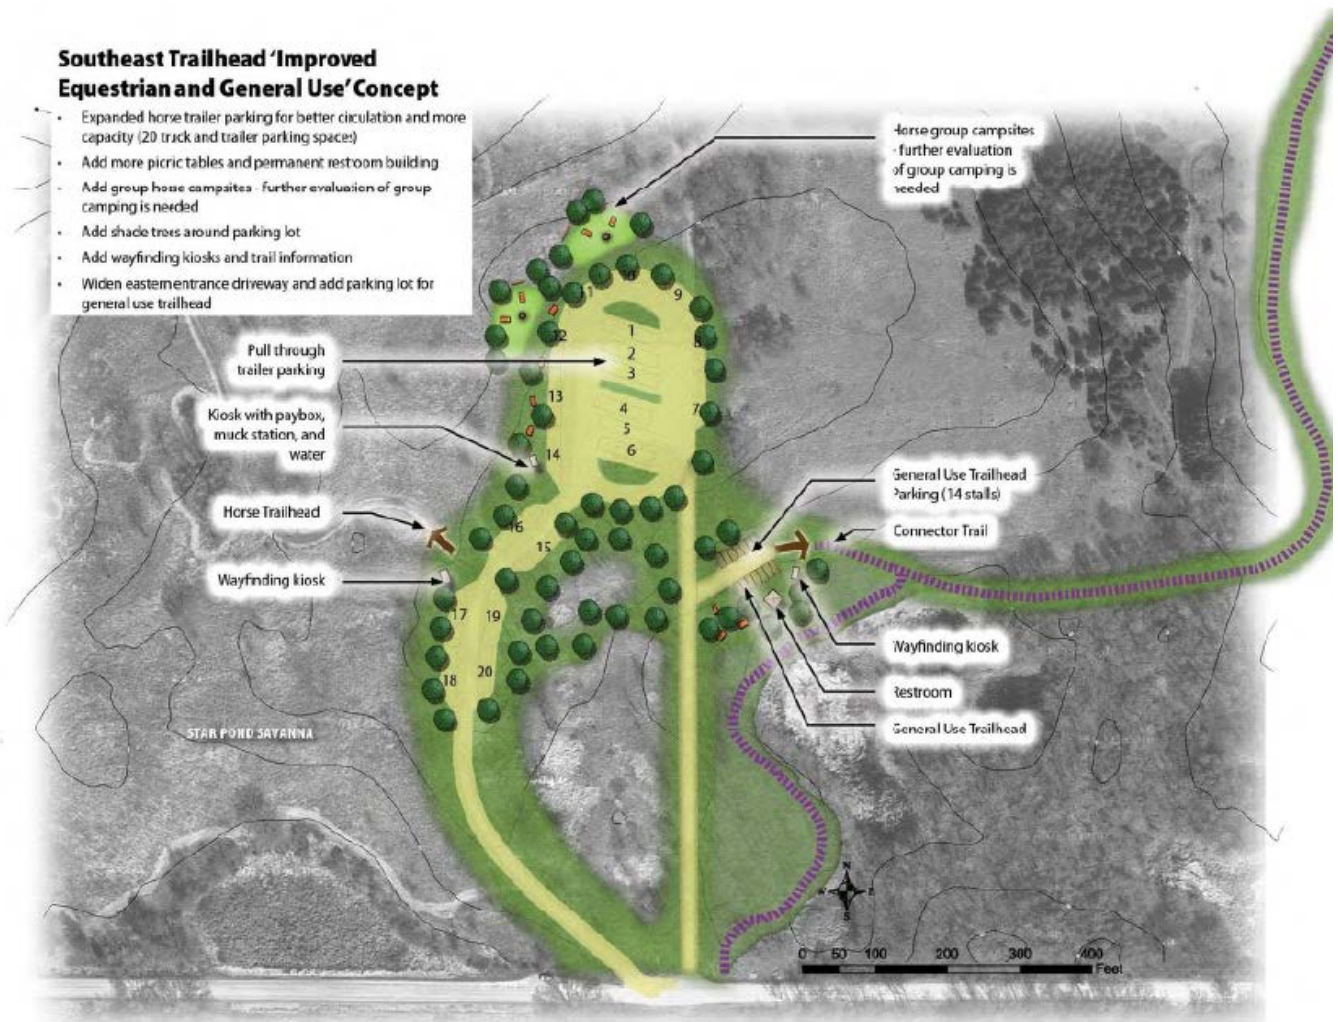 Southeast Trailhead ‘Improved
Equestrian and General Use’ Concept
• Expanded horse trailer parking for better circulation and more
capacity (20 truck and trailer parking spaces)
• Add more picnic tables and permanent restroom building
- Add group horse campsites - further evaluation of group
camping is needed
• Add shade trees around parking lot
• Add wayfinding kiosks and trail information
• Widen eastern entrance driveway and add parking lot for
general use trailhead
Horse group campsites
- further evaluation
of group camping is
needed
Pull through
trailer parking
Kiosk with paybox,
muck station, and
water
Horse Trailhead
Wayfinding kiosk
General Use Trailhead
Parking (14 stalls)
Connector Trail
Wayfinding kiosk
Restroom
General Use Trailhead
STAR POND SAVANNA
1
2
3
4
5
6
7
8
9
10
11
12
13
14
15
16
17
18
19
20
N
W E
S
0 50 100 200 300 400
Feet